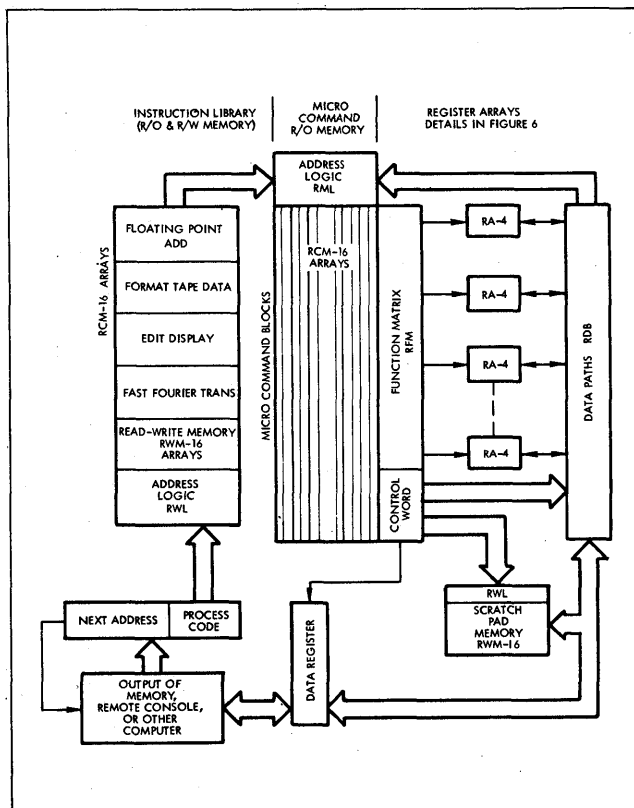 INSTRUCTION LIBRARY
(R/O & R/W MEMORY)
MICRO
COMMAND
R/O MEMORY
REGISTER ARRAYS
DETAILS IN FIGURE 6
ADDRESS
LOGIC
RML
RCM-16 ARRAYS
FLOATING POINT
ADD
FORMAT TAPE DATA
EDIT DISPLAY
FAST FOURIER TRANS
READ-WRITE MEMORY
RWM-16
ARRAYS
ADDRESS
LOGIC
RWL
MICRO COMMAND BLOCKS
RCM-16
ARRAYS
FUNCTION MATRIX
RFM
CONTROL
WORD
RA-4
RA-4
RA-4
RA-4
DATA PATHS RDB
NEXT ADDRESS
PROCESS
CODE
OUTPUT OF
MEMORY,
REMOTE CONSOLE,
OR OTHER
COMPUTER
DATA REGISTER
RWL
SCRATCH
PAD
MEMORY
RWM-16